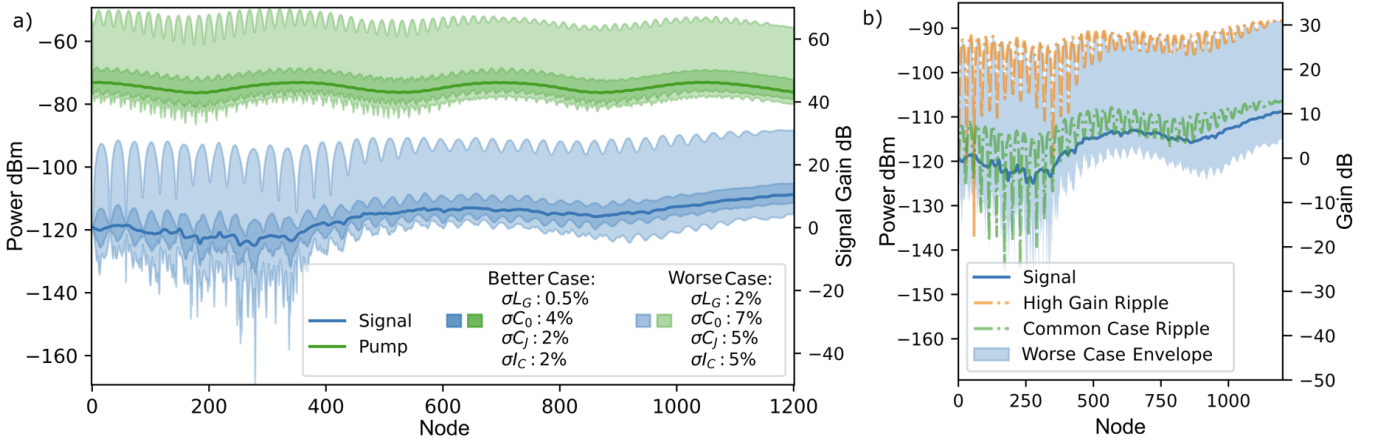 a)
−60
−80
−100
−120
−140
−160
Power dBm
60
40
20
0
−20
−40
Signal Gain dB
0
200
400
600
800
1000
1200
Node
Signal
Pump
Better Case:
σL_G : 0.5%
σC_0 : 4%
σC_J : 2%
σI_C : 2%
Worse Case:
σL_G : 2%
σC_0 : 7%
σC_J : 5%
σI_C : 5%
b)
−90
−100
−110
−120
−130
−140
−150
−160
Power dBm
30
20
10
0
−10
−20
−30
−40
−50
Gain dB
0
250
500
750
1000
Node
Signal
High Gain Ripple
Common Case Ripple
Worse Case Envelope